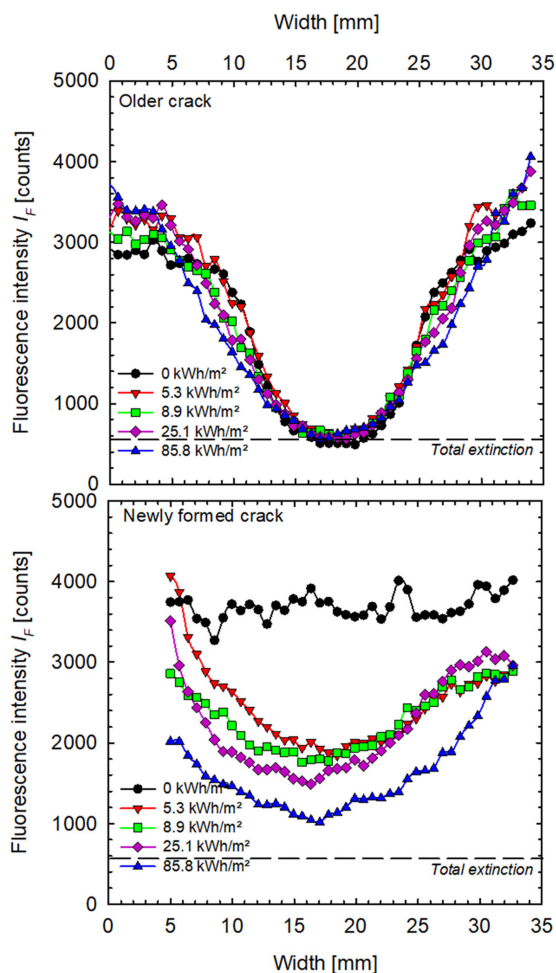 Width [mm]
0 5 10 15 20 25 30 35
5000
Older crack
4000
3000
2000
1000
0
Fluorescence intensity I_F [counts]
0 kWh/m²
5.3 kWh/m²
8.9 kWh/m²
25.1 kWh/m²
85.8 kWh/m²
Total extinction
5000
Newly formed crack
4000
3000
2000
1000
0
Fluorescence intensity I_F [counts]
0 kWh/m²
5.3 kWh/m²
8.9 kWh/m²
25.1 kWh/m²
85.8 kWh/m²
Total extinction
0 5 10 15 20 25 30 35
Width [mm]